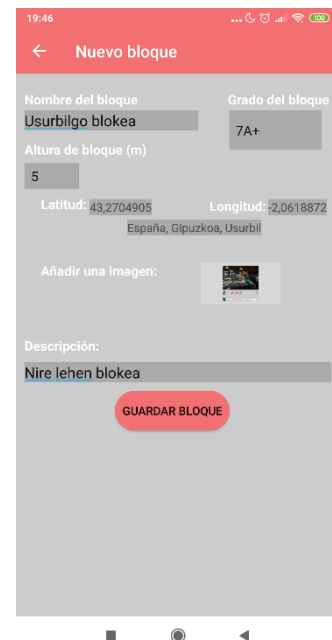 19:46
... 100
Nuevo bloque
Nombre del bloque
Grado del bloque
Usurbilgo blokea
7A+
Altura de bloque (m)
5
Latitud: 43,2704905
Longitud: -2,0618872
España, Gipuzkoa, Usurbil
Añadir una imagen:
Descripción:
Nire lehen blokea
GUARDAR BLOQUE